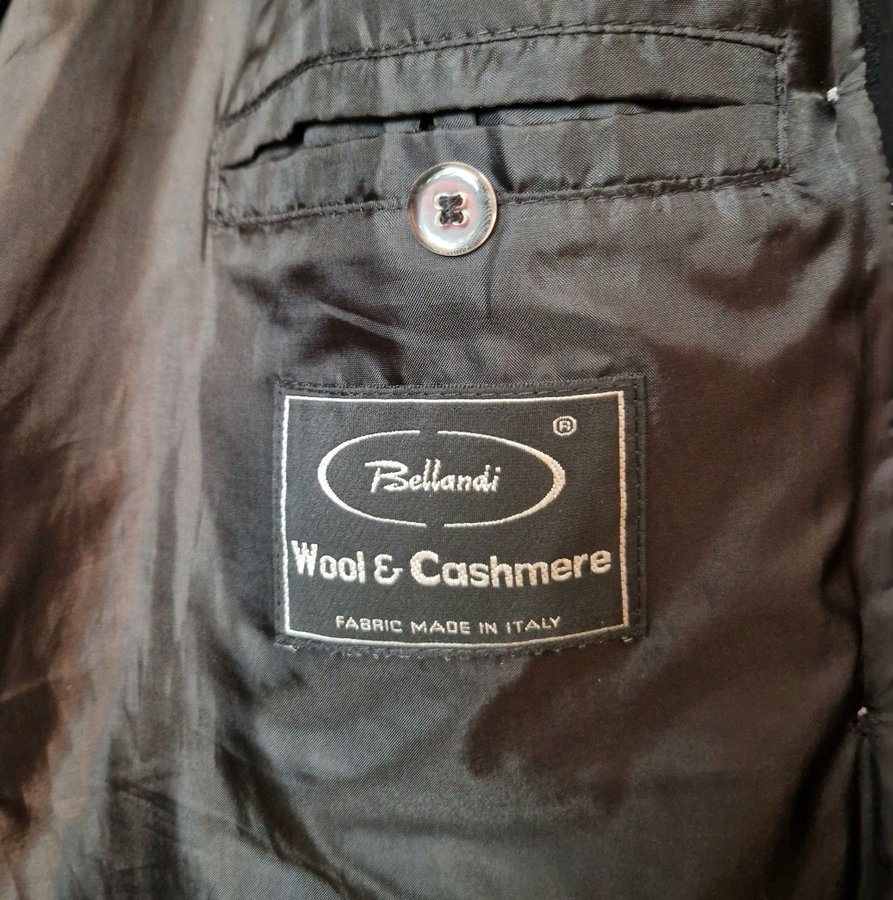 ®
Bellandi
Wool & Cashmere
FABRIC MADE IN ITALY